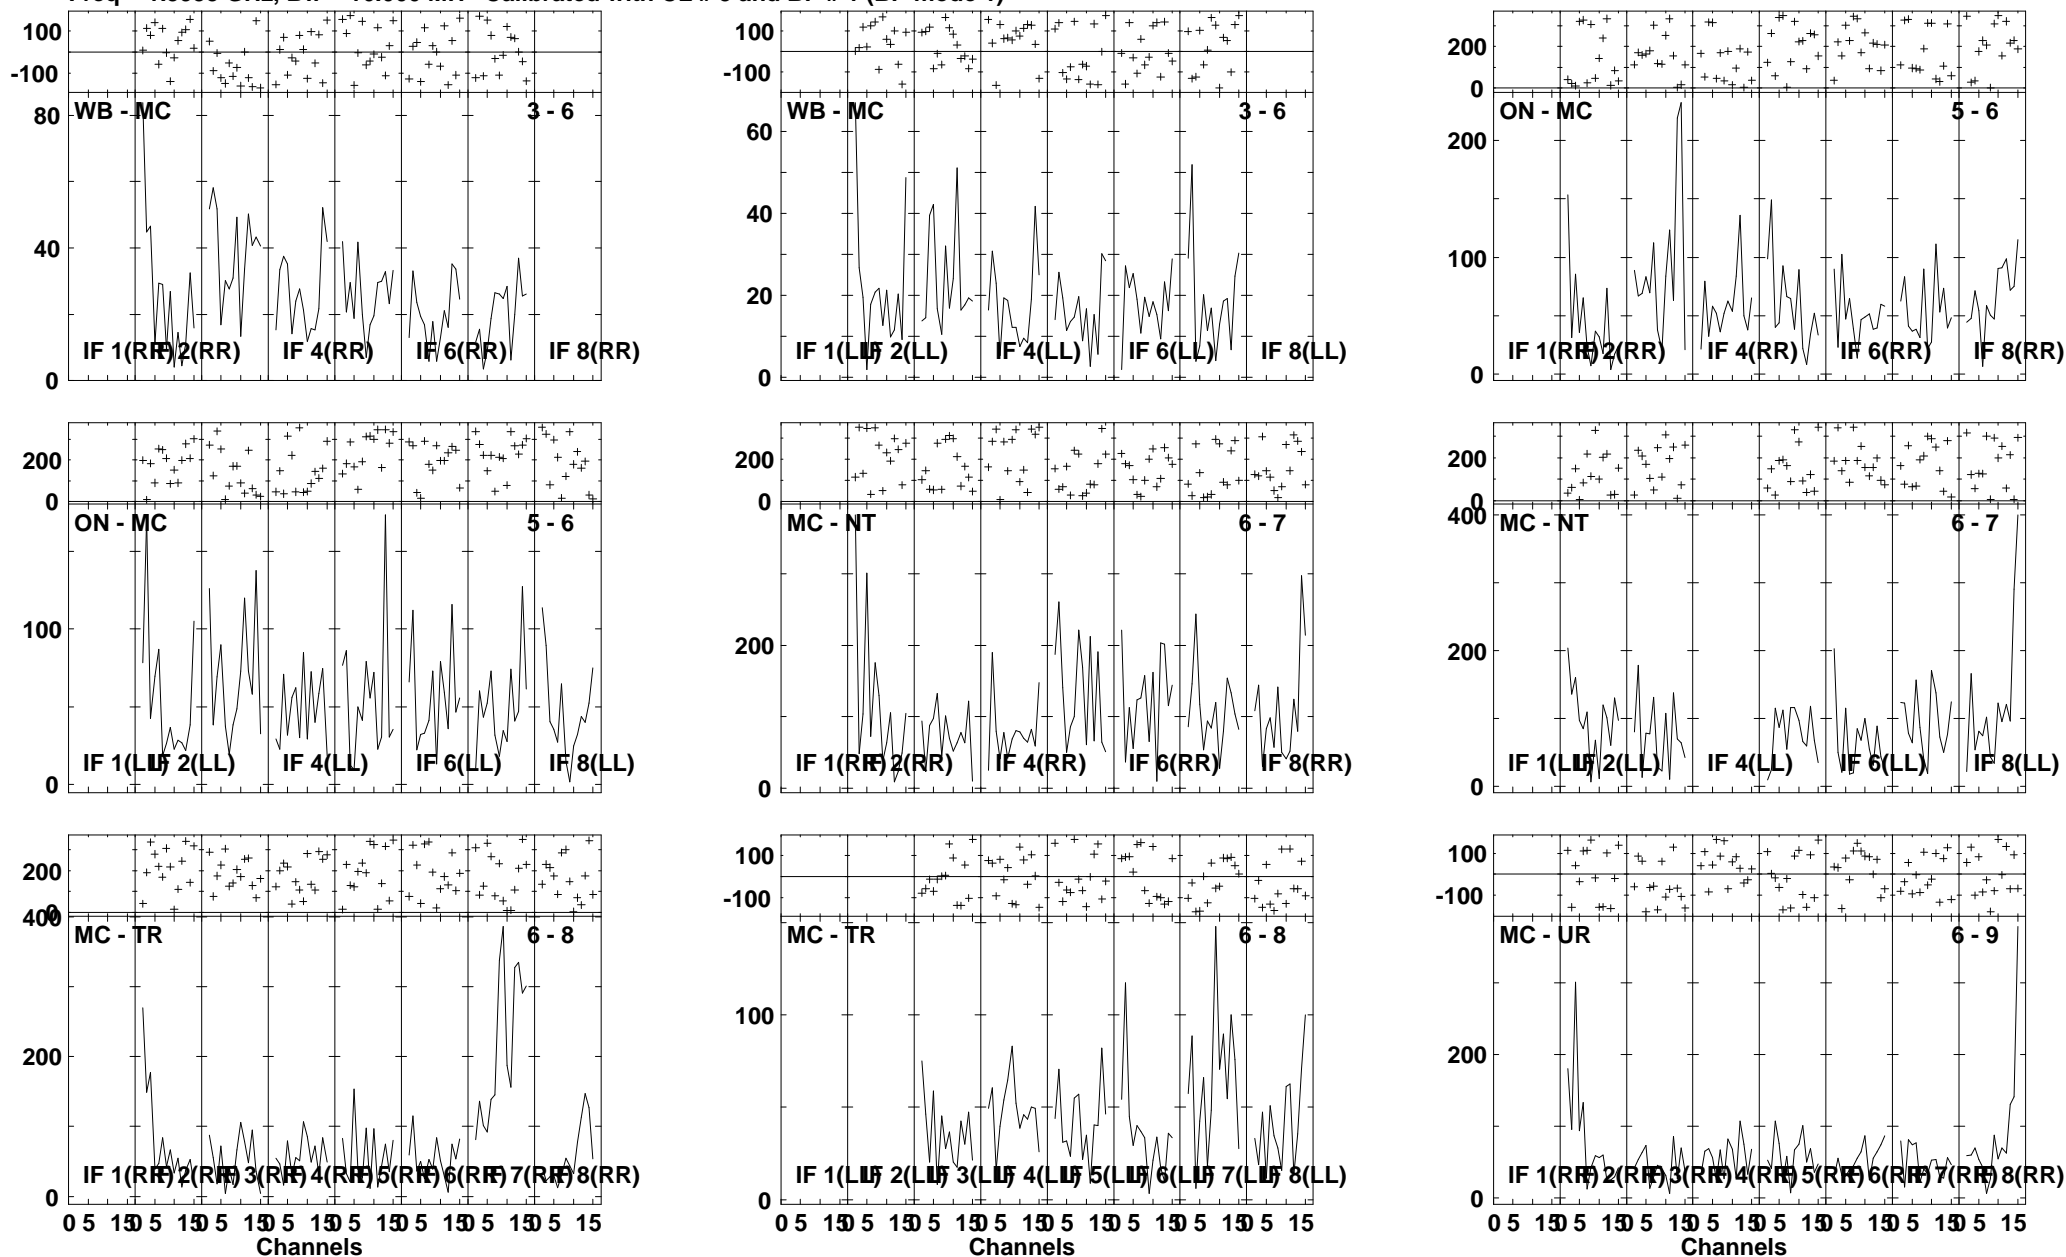 100
-100
WB - MC 3 - 6
80
40
0
IF 1(RR) IF 2(RR) IF 4(RR) IF 6(RR) IF 8(RR)
100
-100
WB - MC 3 - 6
60
40
20
0
IF 1(LL) IF 2(LL) IF 4(LL) IF 6(LL) IF 8(LL)
200
0
ON - MC 5 - 6
200
100
0
IF 1(RR) IF 2(RR) IF 4(RR) IF 6(RR) IF 8(RR)
200
0
ON - MC 5 - 6
100
0
IF 1(LL) IF 2(LL) IF 4(LL) IF 6(LL) IF 8(LL)
200
0
MC - NT 6 - 7
200
0
IF 1(RR) IF 2(RR) IF 4(RR) IF 6(RR) IF 8(RR)
200
0
MC - NT 6 - 7
400
200
0
IF 1(LL) IF 2(LL) IF 4(LL) IF 6(LL) IF 8(LL)
200
0
MC - TR 6 - 8
400
200
0
IF 1(RR) IF 2(RR) IF 3(RR) IF 4(RR) IF 5(RR) IF 6(RR) IF 7(RR) IF 8(RR)
0 5 15 0 5 15 0 5 15 0 5 15 0 5 15 0 5 15 0 5 15 0 5 15
Channels
100
-100
MC - TR 6 - 8
100
0
IF 1(LL) IF 2(LL) IF 3(LL) IF 4(LL) IF 5(LL) IF 6(LL) IF 7(LL) IF 8(LL)
0 5 15 0 5 15 0 5 15 0 5 15 0 5 15 0 5 15 0 5 15 0 5 15
Channels
100
-100
MC - UR 6 - 9
200
0
IF 1(RR) IF 2(RR) IF 3(RR) IF 4(RR) IF 5(RR) IF 6(RR) IF 7(RR) IF 8(RR)
0 5 15 0 5 15 0 5 15 0 5 15 0 5 15 0 5 15 0 5 15 0 5 15
Channels